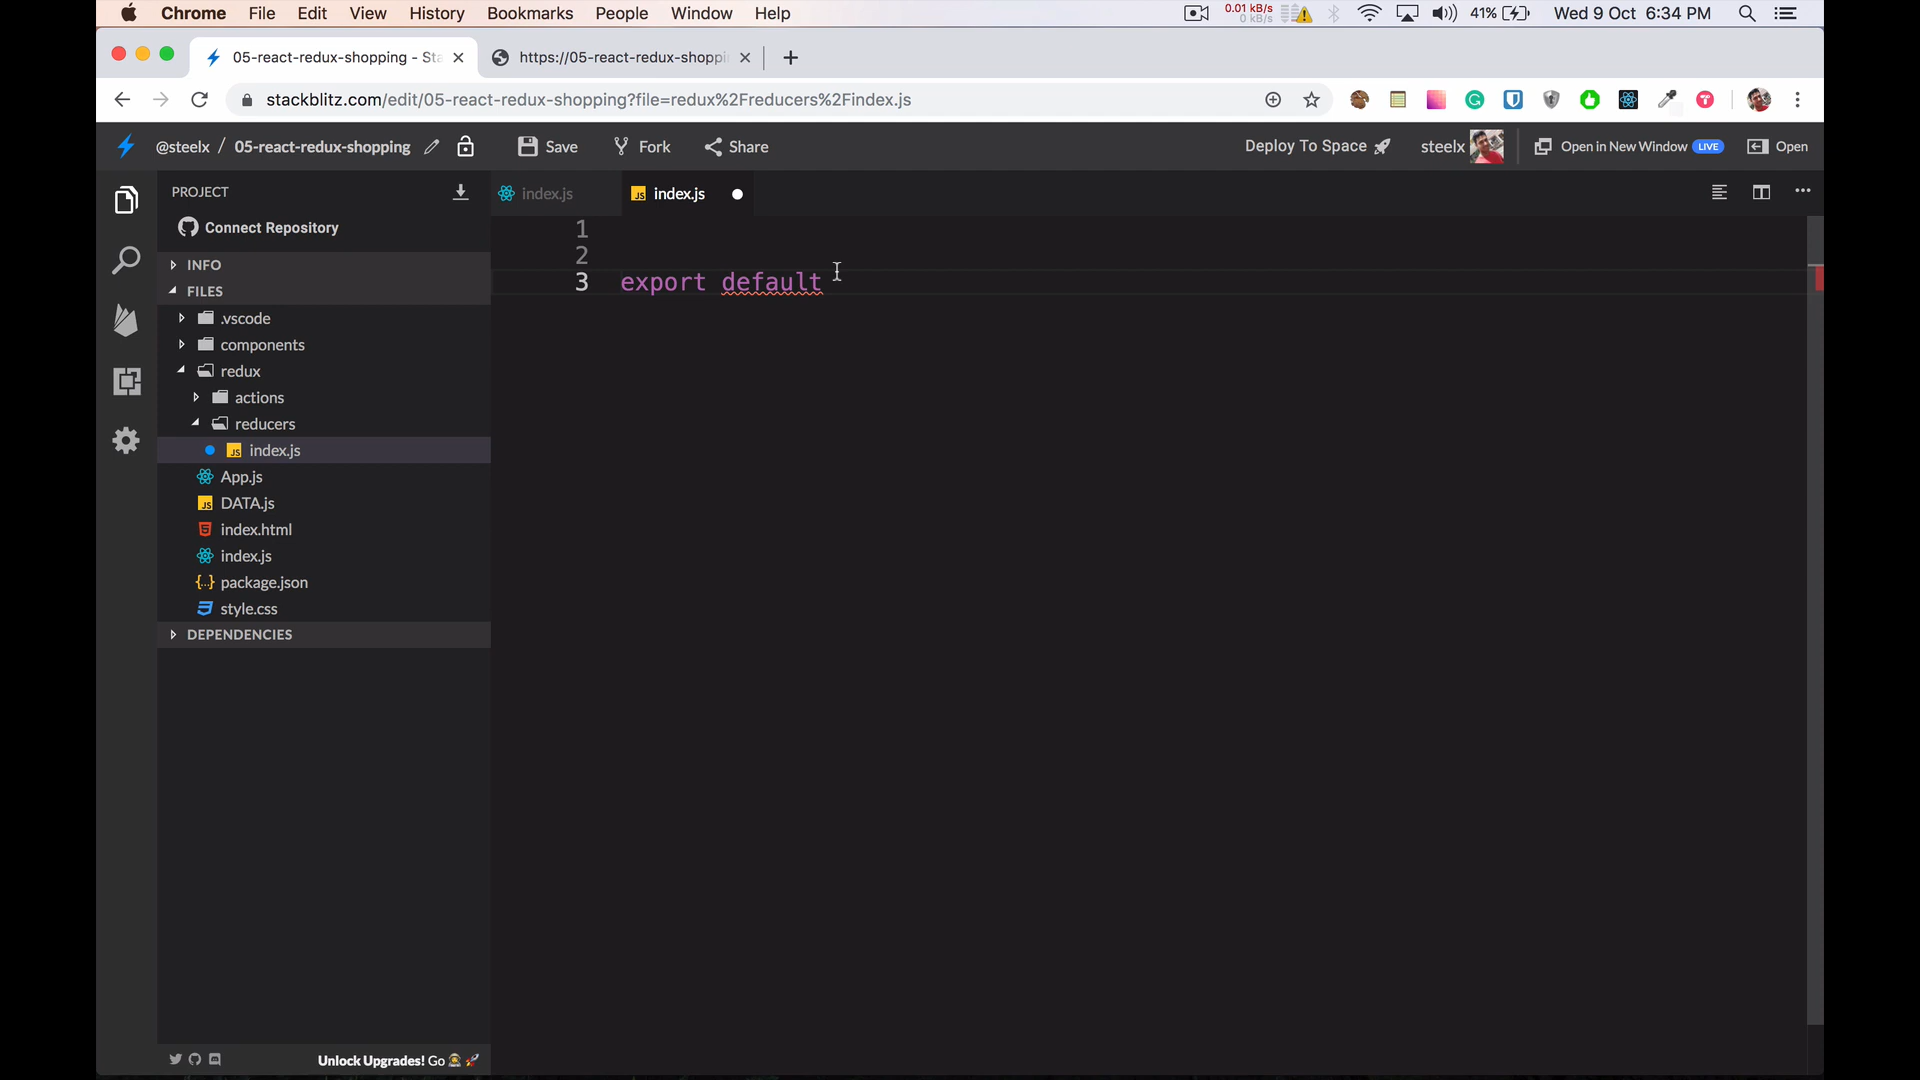 Chrome File Edit View History Bookmarks People Window Help 0.01 kB/s 0 kB/s 41% Wed 9 Oct 6:34 PM
05-react-redux-shopping - Sta https://05-react-redux-shoppi
stackblitz.com/edit/05-react-redux-shopping?file=redux%2Freducers%2Findex.js
@steelx / 05-react-redux-shopping Save Fork Share Deploy To Space steelx Open in New Window LIVE Open
PROJECT
index.js index.js
Connect Repository
INFO
FILES
.vscode
components
redux
actions
reducers
index.js
App.js
DATA.js
index.html
index.js
package.json
style.css
DEPENDENCIES
1
2
3 export default
Unlock Upgrades! Go